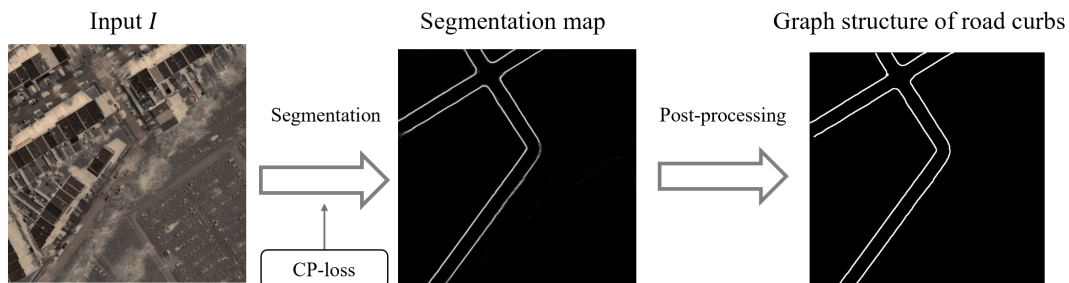 Input I
Segmentation map
Graph structure of road curbs
Segmentation
Post-processing
CP-loss